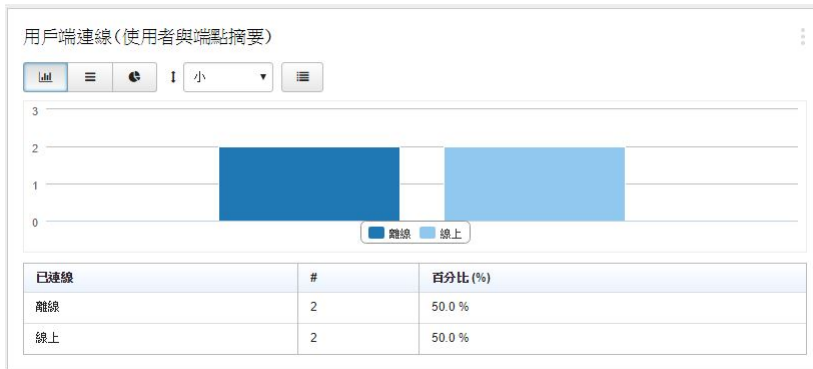 用戶端連線(使用者與端點摘要)
小
3
2
1
0
離線 線上
已連線 # 百分比 (%)
離線 2 50.0 %
線上 2 50.0 %